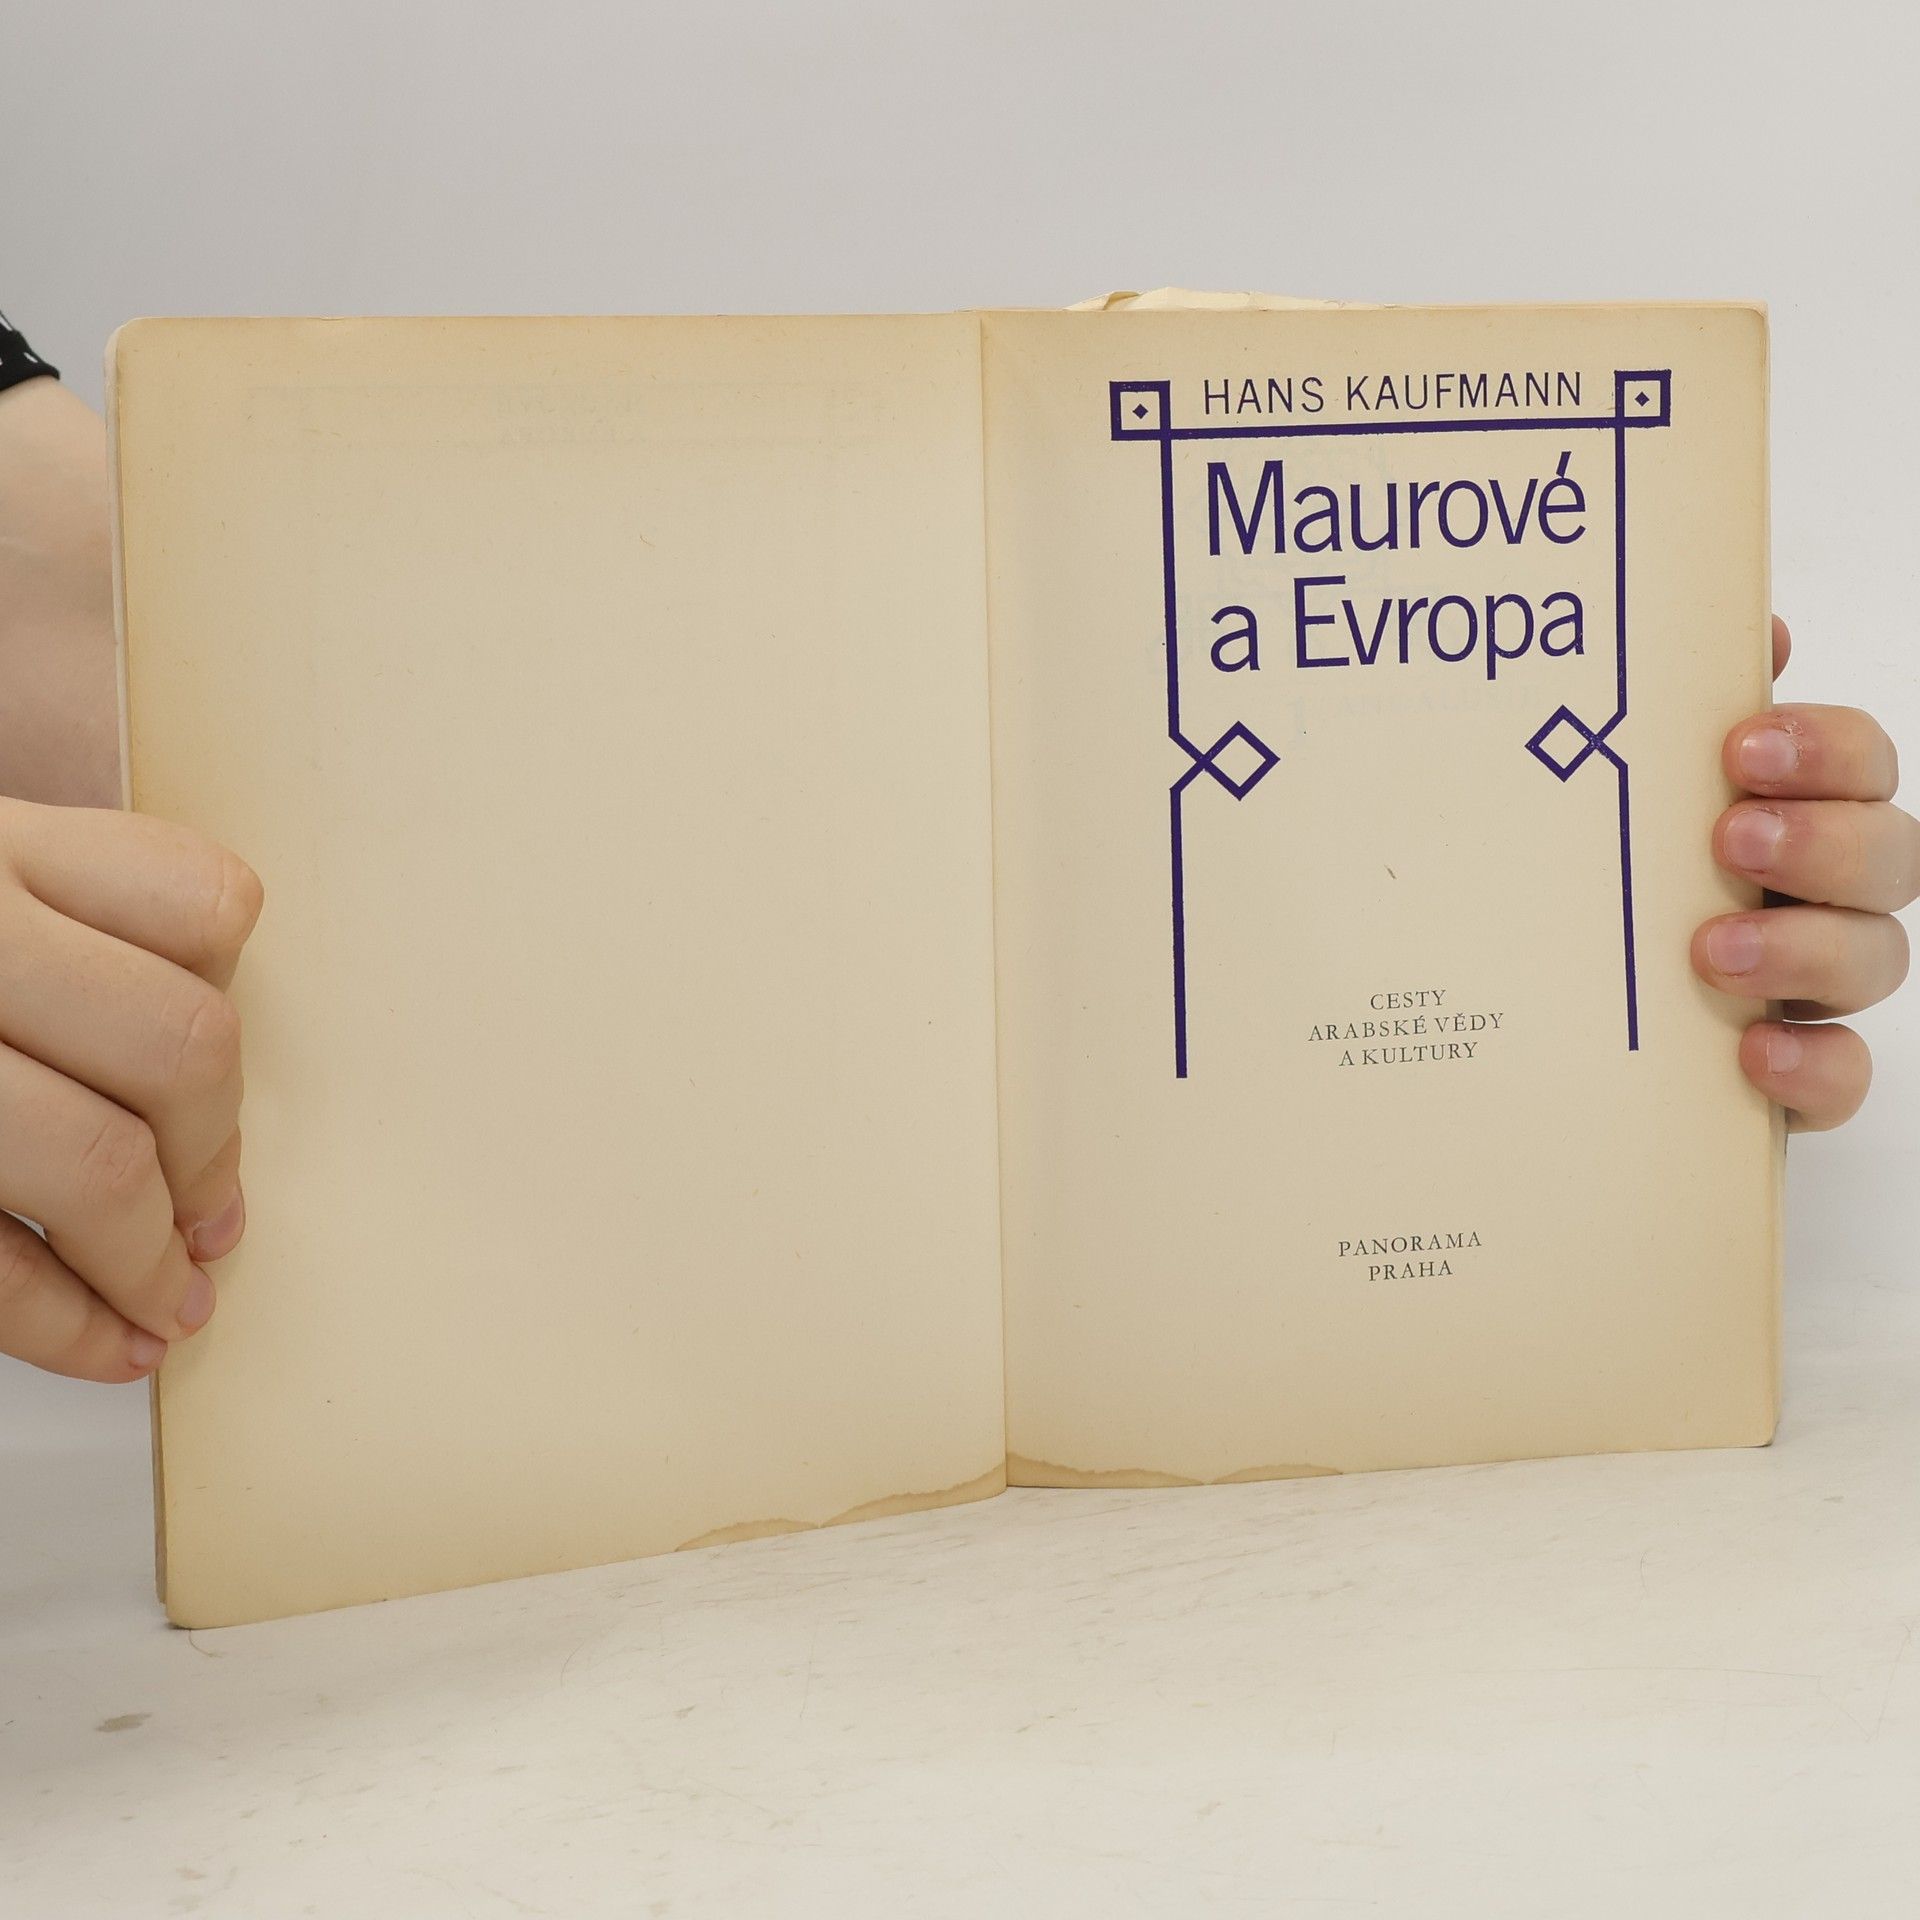 HANS KAUFMANN
Maurové
a Evropa
CESTY
ARABSKÉ VĚDY
A KULTURY
PANORAMA
PRAHA